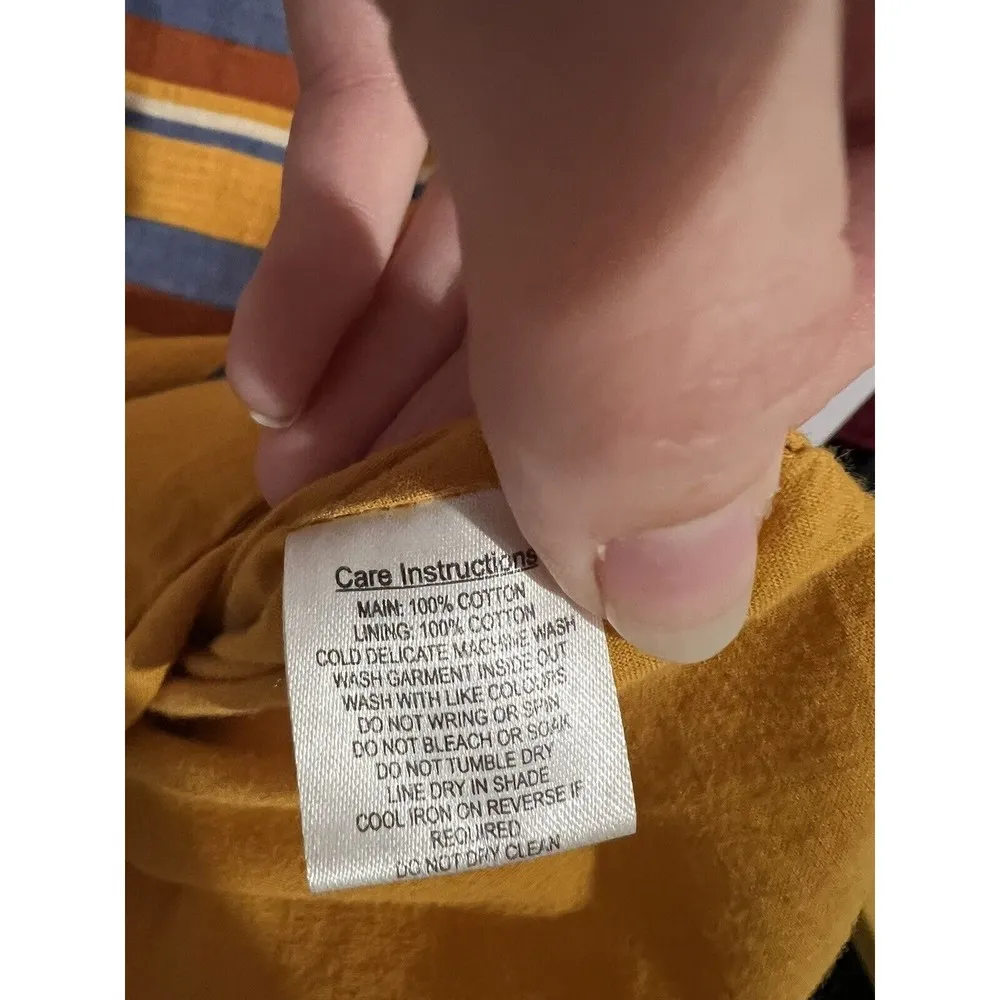 Care Instructions
MAIN: 100% COTTON
LINING: 100% COTTON
COLD DELICATE MACHINE WASH
WASH GARMENT INSIDE OUT
WASH WITH LIKE COLOURS
DO NOT WRING OR SPIN
DO NOT BLEACH OR SOAK
DO NOT TUMBLE DRY
LINE DRY IN SHADE
COOL IRON ON REVERSE IF
REQUIRED
DO NOT DRY CLEAN